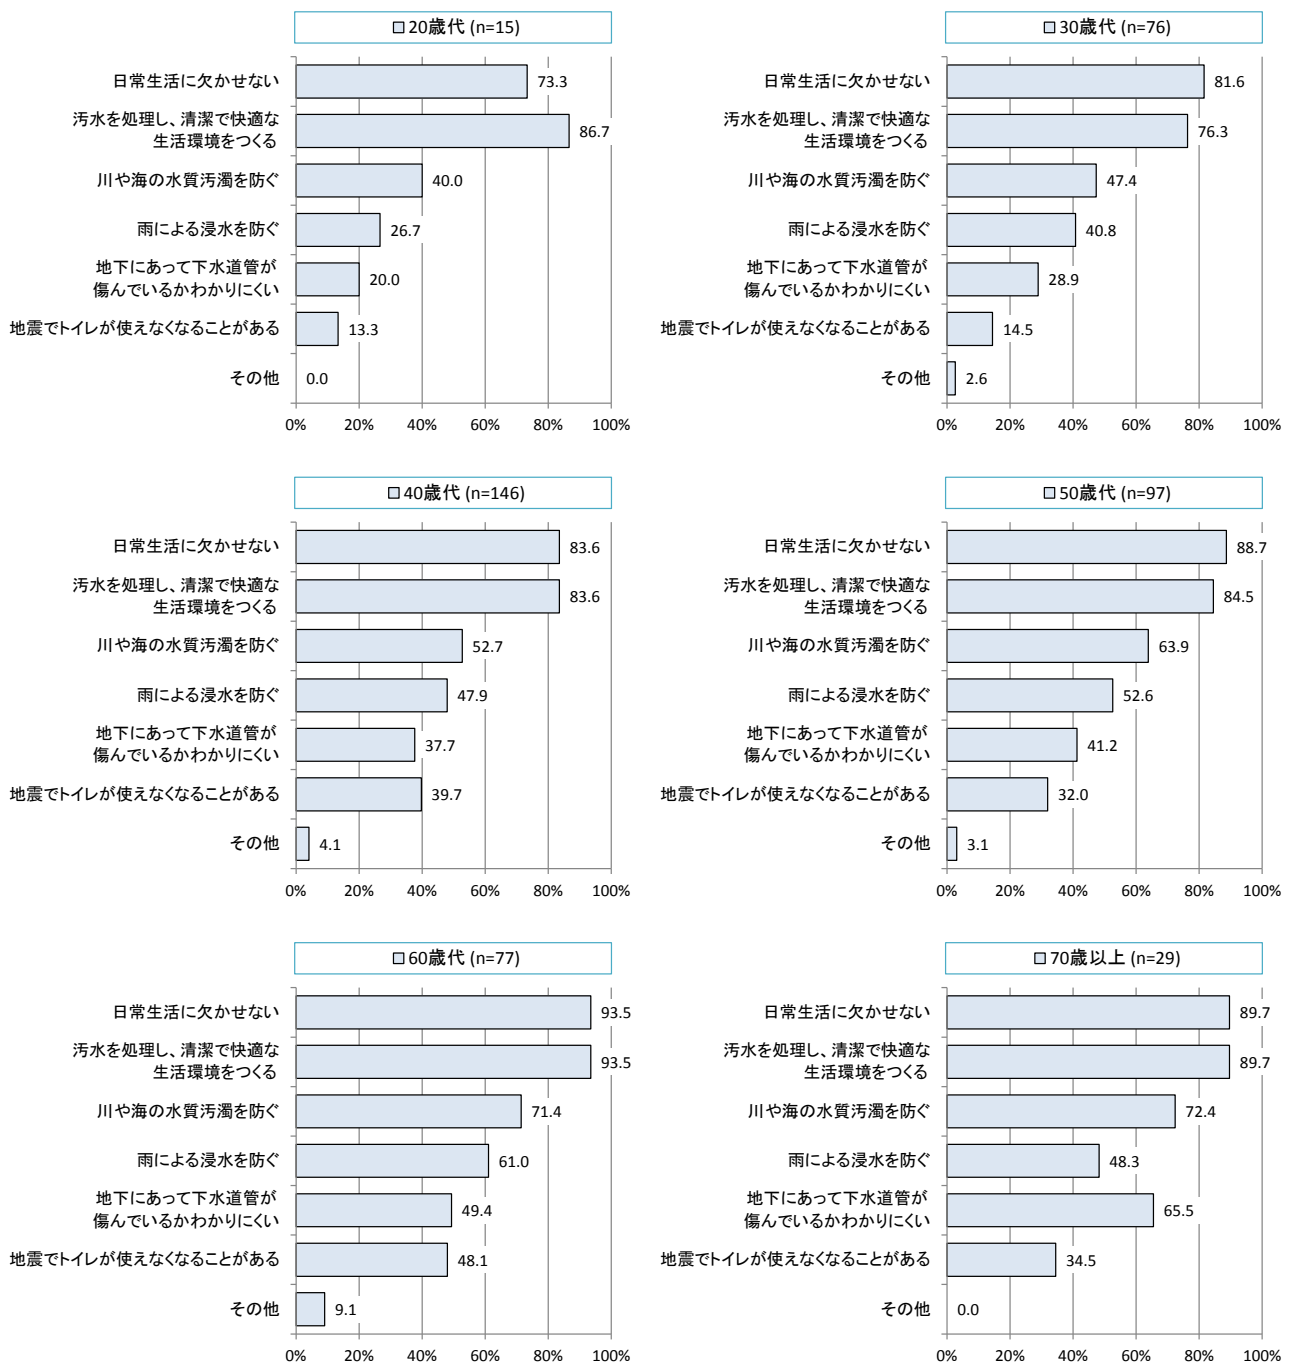 20歳代 (n=15)
日常生活に欠かせない
73.3
汚水を処理し、清潔で快適な
生活環境をつくる
86.7
川や海の水質汚濁を防ぐ
40.0
雨による浸水を防ぐ
26.7
地下にあって下水道管が
傷んでいるかわかりにくい
20.0
地震でトイレが使えなくなることがある
13.3
その他
0.0
0% 20% 40% 60% 80% 100%
30歳代 (n=76)
日常生活に欠かせない
81.6
汚水を処理し、清潔で快適な
生活環境をつくる
76.3
川や海の水質汚濁を防ぐ
47.4
雨による浸水を防ぐ
40.8
地下にあって下水道管が
傷んでいるかわかりにくい
28.9
地震でトイレが使えなくなることがある
14.5
その他
2.6
0% 20% 40% 60% 80% 100%
40歳代 (n=146)
日常生活に欠かせない
83.6
汚水を処理し、清潔で快適な
生活環境をつくる
83.6
川や海の水質汚濁を防ぐ
52.7
雨による浸水を防ぐ
47.9
地下にあって下水道管が
傷んでいるかわかりにくい
37.7
地震でトイレが使えなくなることがある
39.7
その他
4.1
0% 20% 40% 60% 80% 100%
50歳代 (n=97)
日常生活に欠かせない
88.7
汚水を処理し、清潔で快適な
生活環境をつくる
84.5
川や海の水質汚濁を防ぐ
63.9
雨による浸水を防ぐ
52.6
地下にあって下水道管が
傷んでいるかわかりにくい
41.2
地震でトイレが使えなくなることがある
32.0
その他
3.1
0% 20% 40% 60% 80% 100%
60歳代 (n=77)
日常生活に欠かせない
93.5
汚水を処理し、清潔で快適な
生活環境をつくる
93.5
川や海の水質汚濁を防ぐ
71.4
雨による浸水を防ぐ
61.0
地下にあって下水道管が
傷んでいるかわかりにくい
49.4
地震でトイレが使えなくなることがある
48.1
その他
9.1
0% 20% 40% 60% 80% 100%
70歳以上 (n=29)
日常生活に欠かせない
89.7
汚水を処理し、清潔で快適な
生活環境をつくる
89.7
川や海の水質汚濁を防ぐ
72.4
雨による浸水を防ぐ
48.3
地下にあって下水道管が
傷んでいるかわかりにくい
65.5
地震でトイレが使えなくなることがある
34.5
その他
0.0
0% 20% 40% 60% 80% 100%